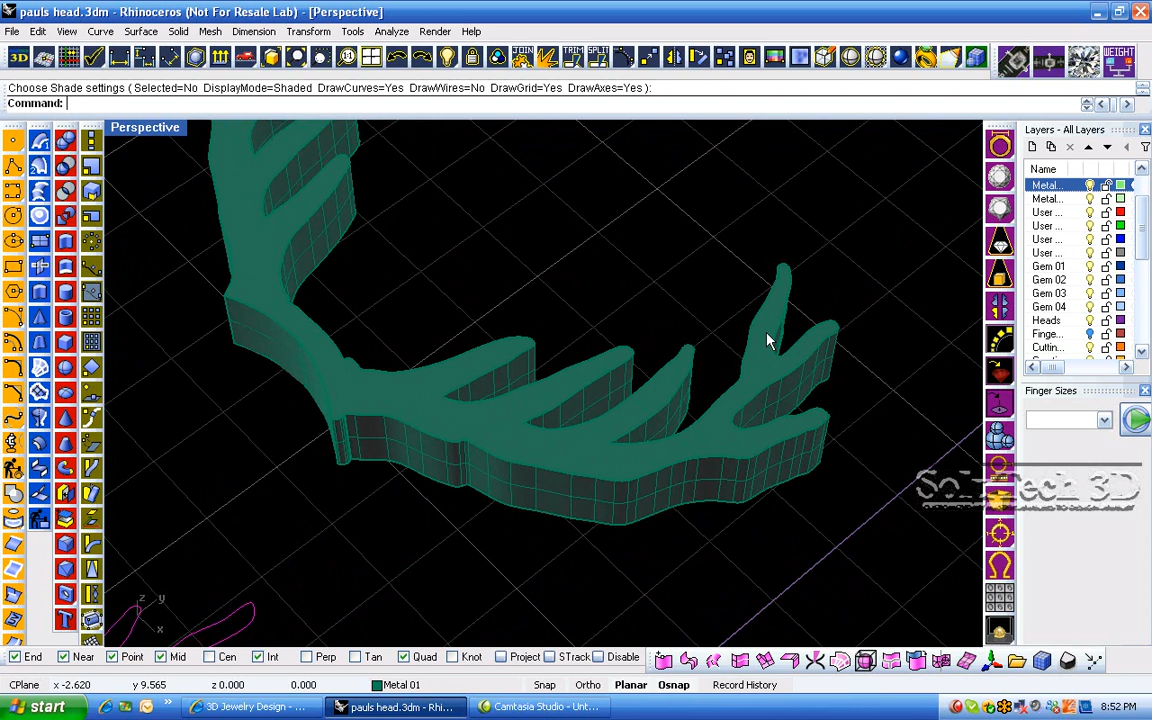 pauls head.3dm - Rhinoceros (Not For Resale Lab) - [Perspective]
File Edit View Curve Surface Solid Mesh Dimension Transform Tools Analyze Render Help
3D JOIN TRIM SPLIT WEIGHT
Choose Shade settings ( Selected=No DisplayMode=Shaded DrawCurves=Yes DrawWires=No DrawGrid=Yes DrawAxes=Yes ):
Command:
Perspective
Layers - All Layers
Name
Metal...
Metal...
User ...
User ...
User ...
User ...
Gem 01
Gem 02
Gem 03
Gem 04
Heads
Finge...
Cuttin...
Finger Sizes
z y
x
End Near Point Mid Cen Int Perp Tan Quad Knot Project STrack Disable
CPlane x -2.620 y 9.565 z 0.000 0.000 Metal 01 Snap Ortho Planar Osnap Record History
start 3D Jewelry Design - ... pauls head.3dm - Rhi... Camtasia Studio - Unt... 8:52 PM